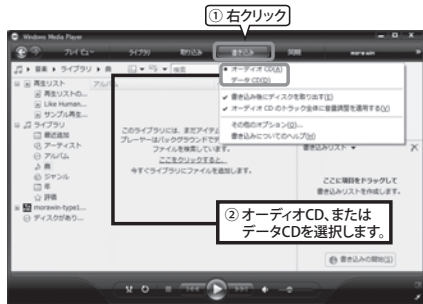 ① 右クリック
Windows Media Player
プレイ ビュー ライブラリ 取り込み 書き込み 同期
音楽 ライブラリ 曲 検索
オーディオ CD(A)
データ CD(D)
書き込み後にディスクを取り出す(E)
オーディオ CD のトラック全体に音量調整を適用する(V)
その他のオプション(O)...
書き込みについてのヘルプ(H)
再生リスト
再生リストの...
Like Human...
サンプル再生...
ライブラリ
最近追加
アーティスト
アルバム
曲
ジャンル
年
評価
morawin-type1...
ディスクがあり...
このライブラリには、まだアイテム
プレーヤーはバックグラウンドで
ファイルを検索しています。
ここをクリックすると、
今すぐライブラリにファイルを追加します。
書き込みリスト
ここに項目をドラッグして
書き込みリストを作成します。
② オーディオCD、または
データCDを選択します。
書き込みの開始(S)